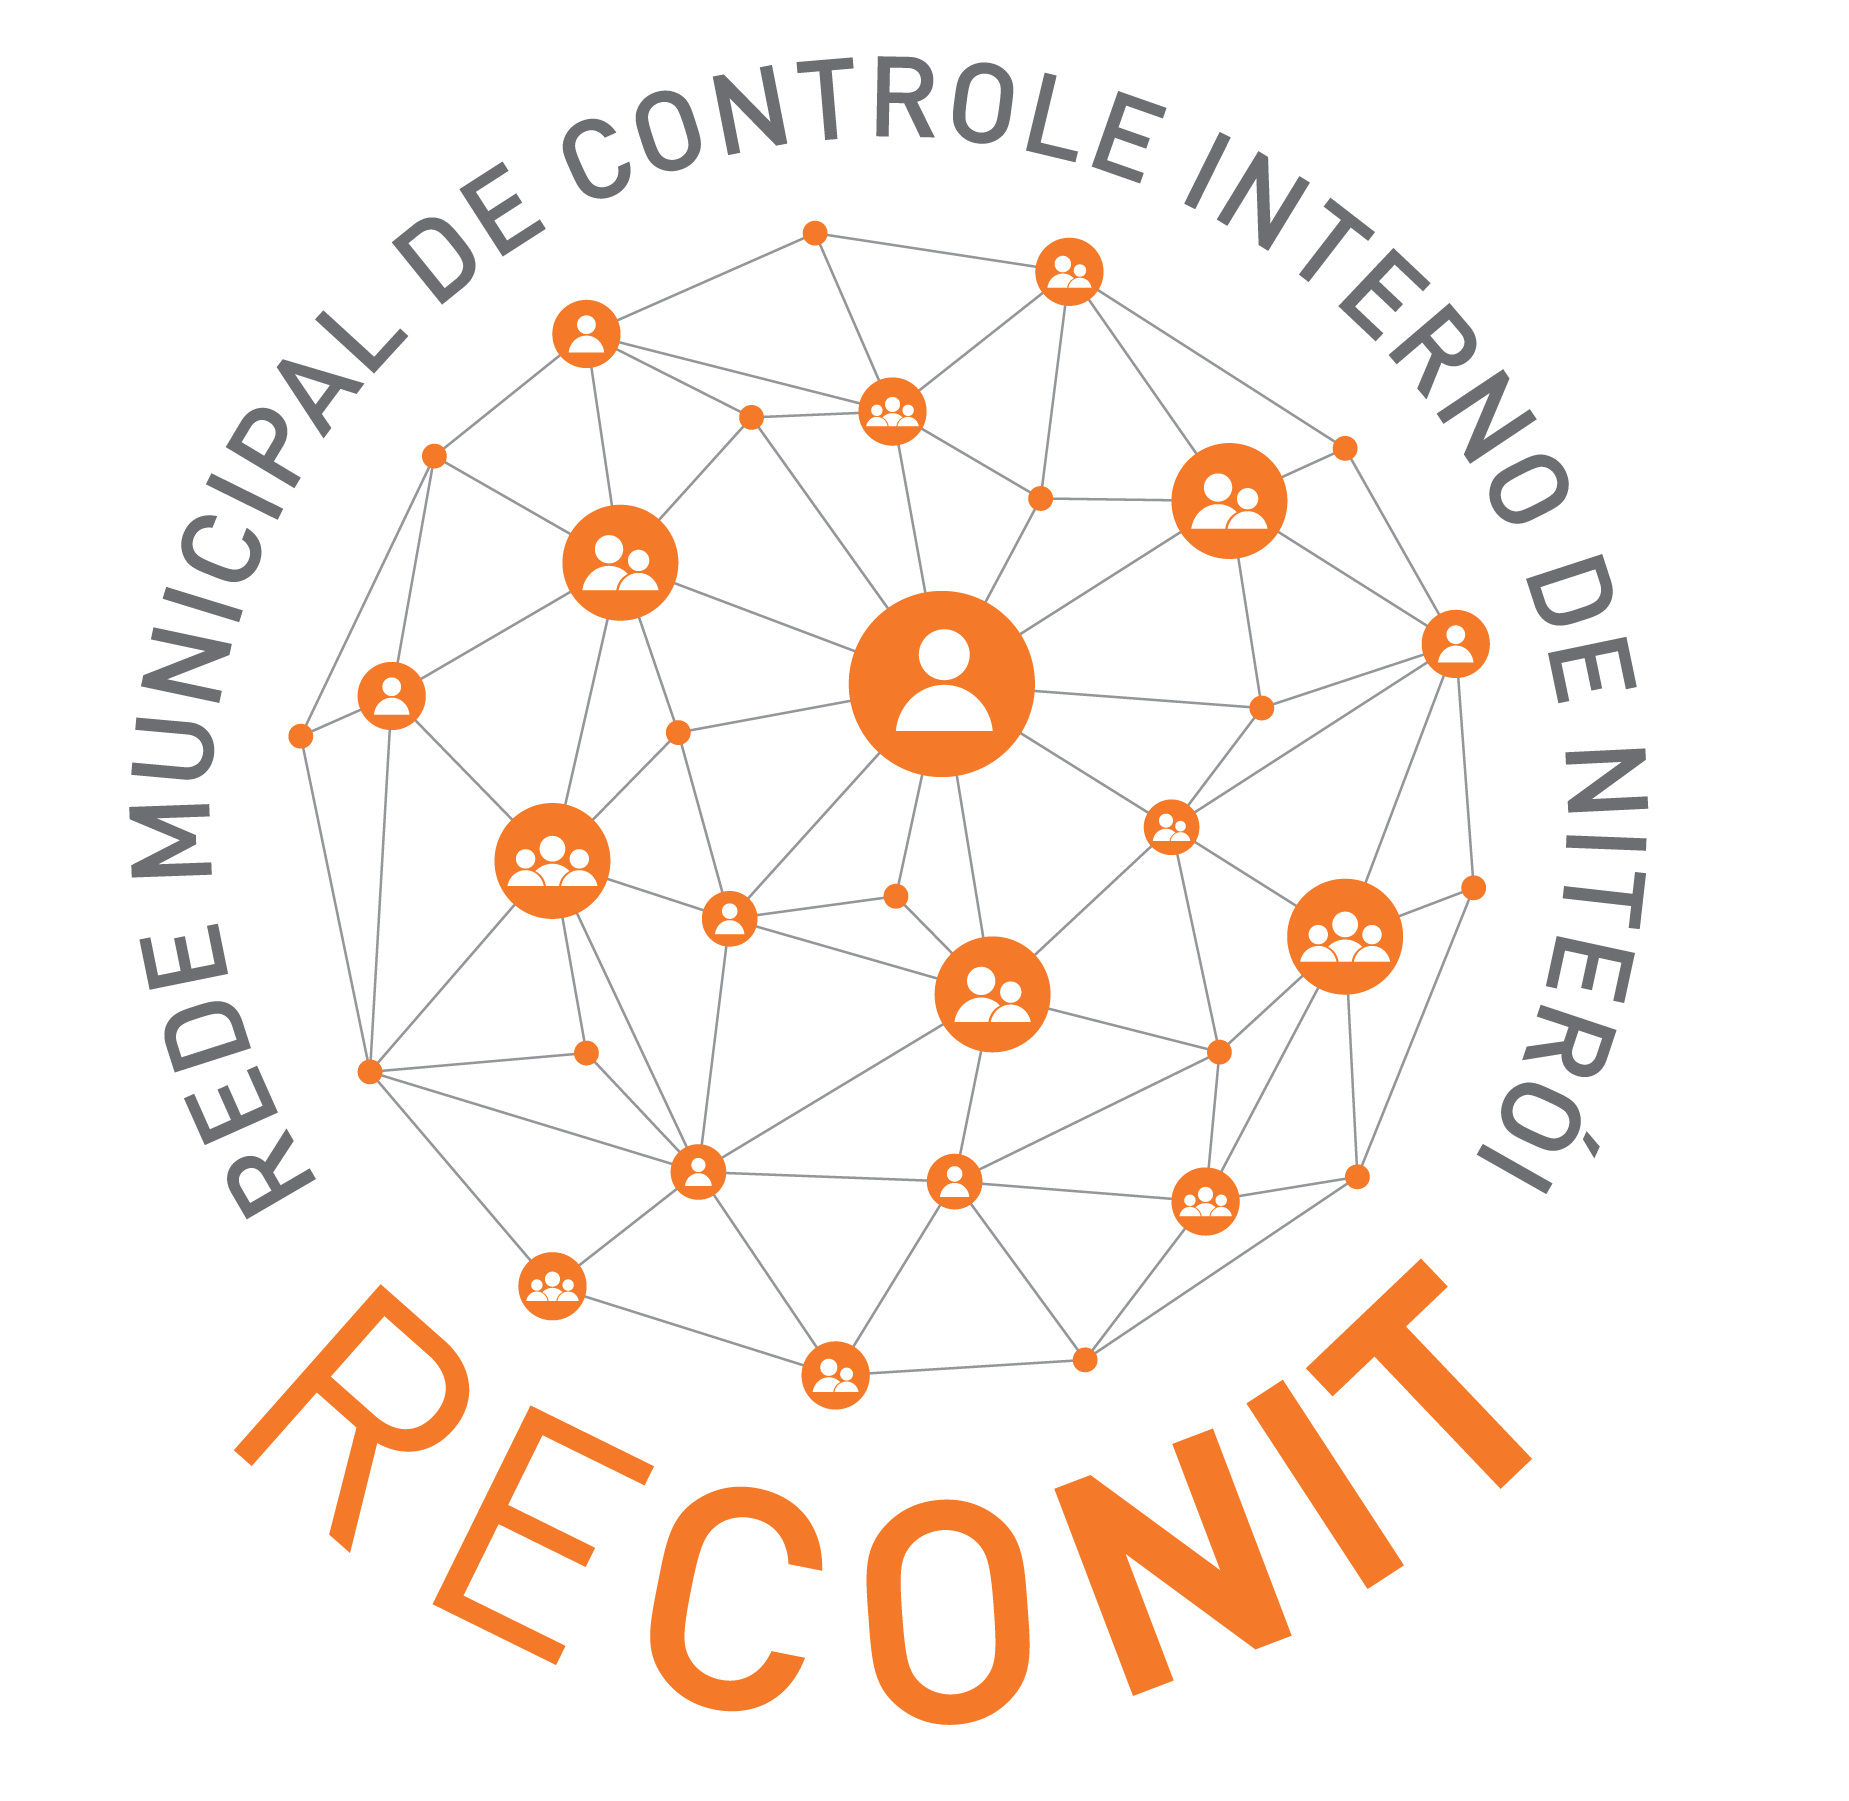 REDE MUNICIPAL DE CONTROLE INTERNO DE NITERÓI
RECONIT